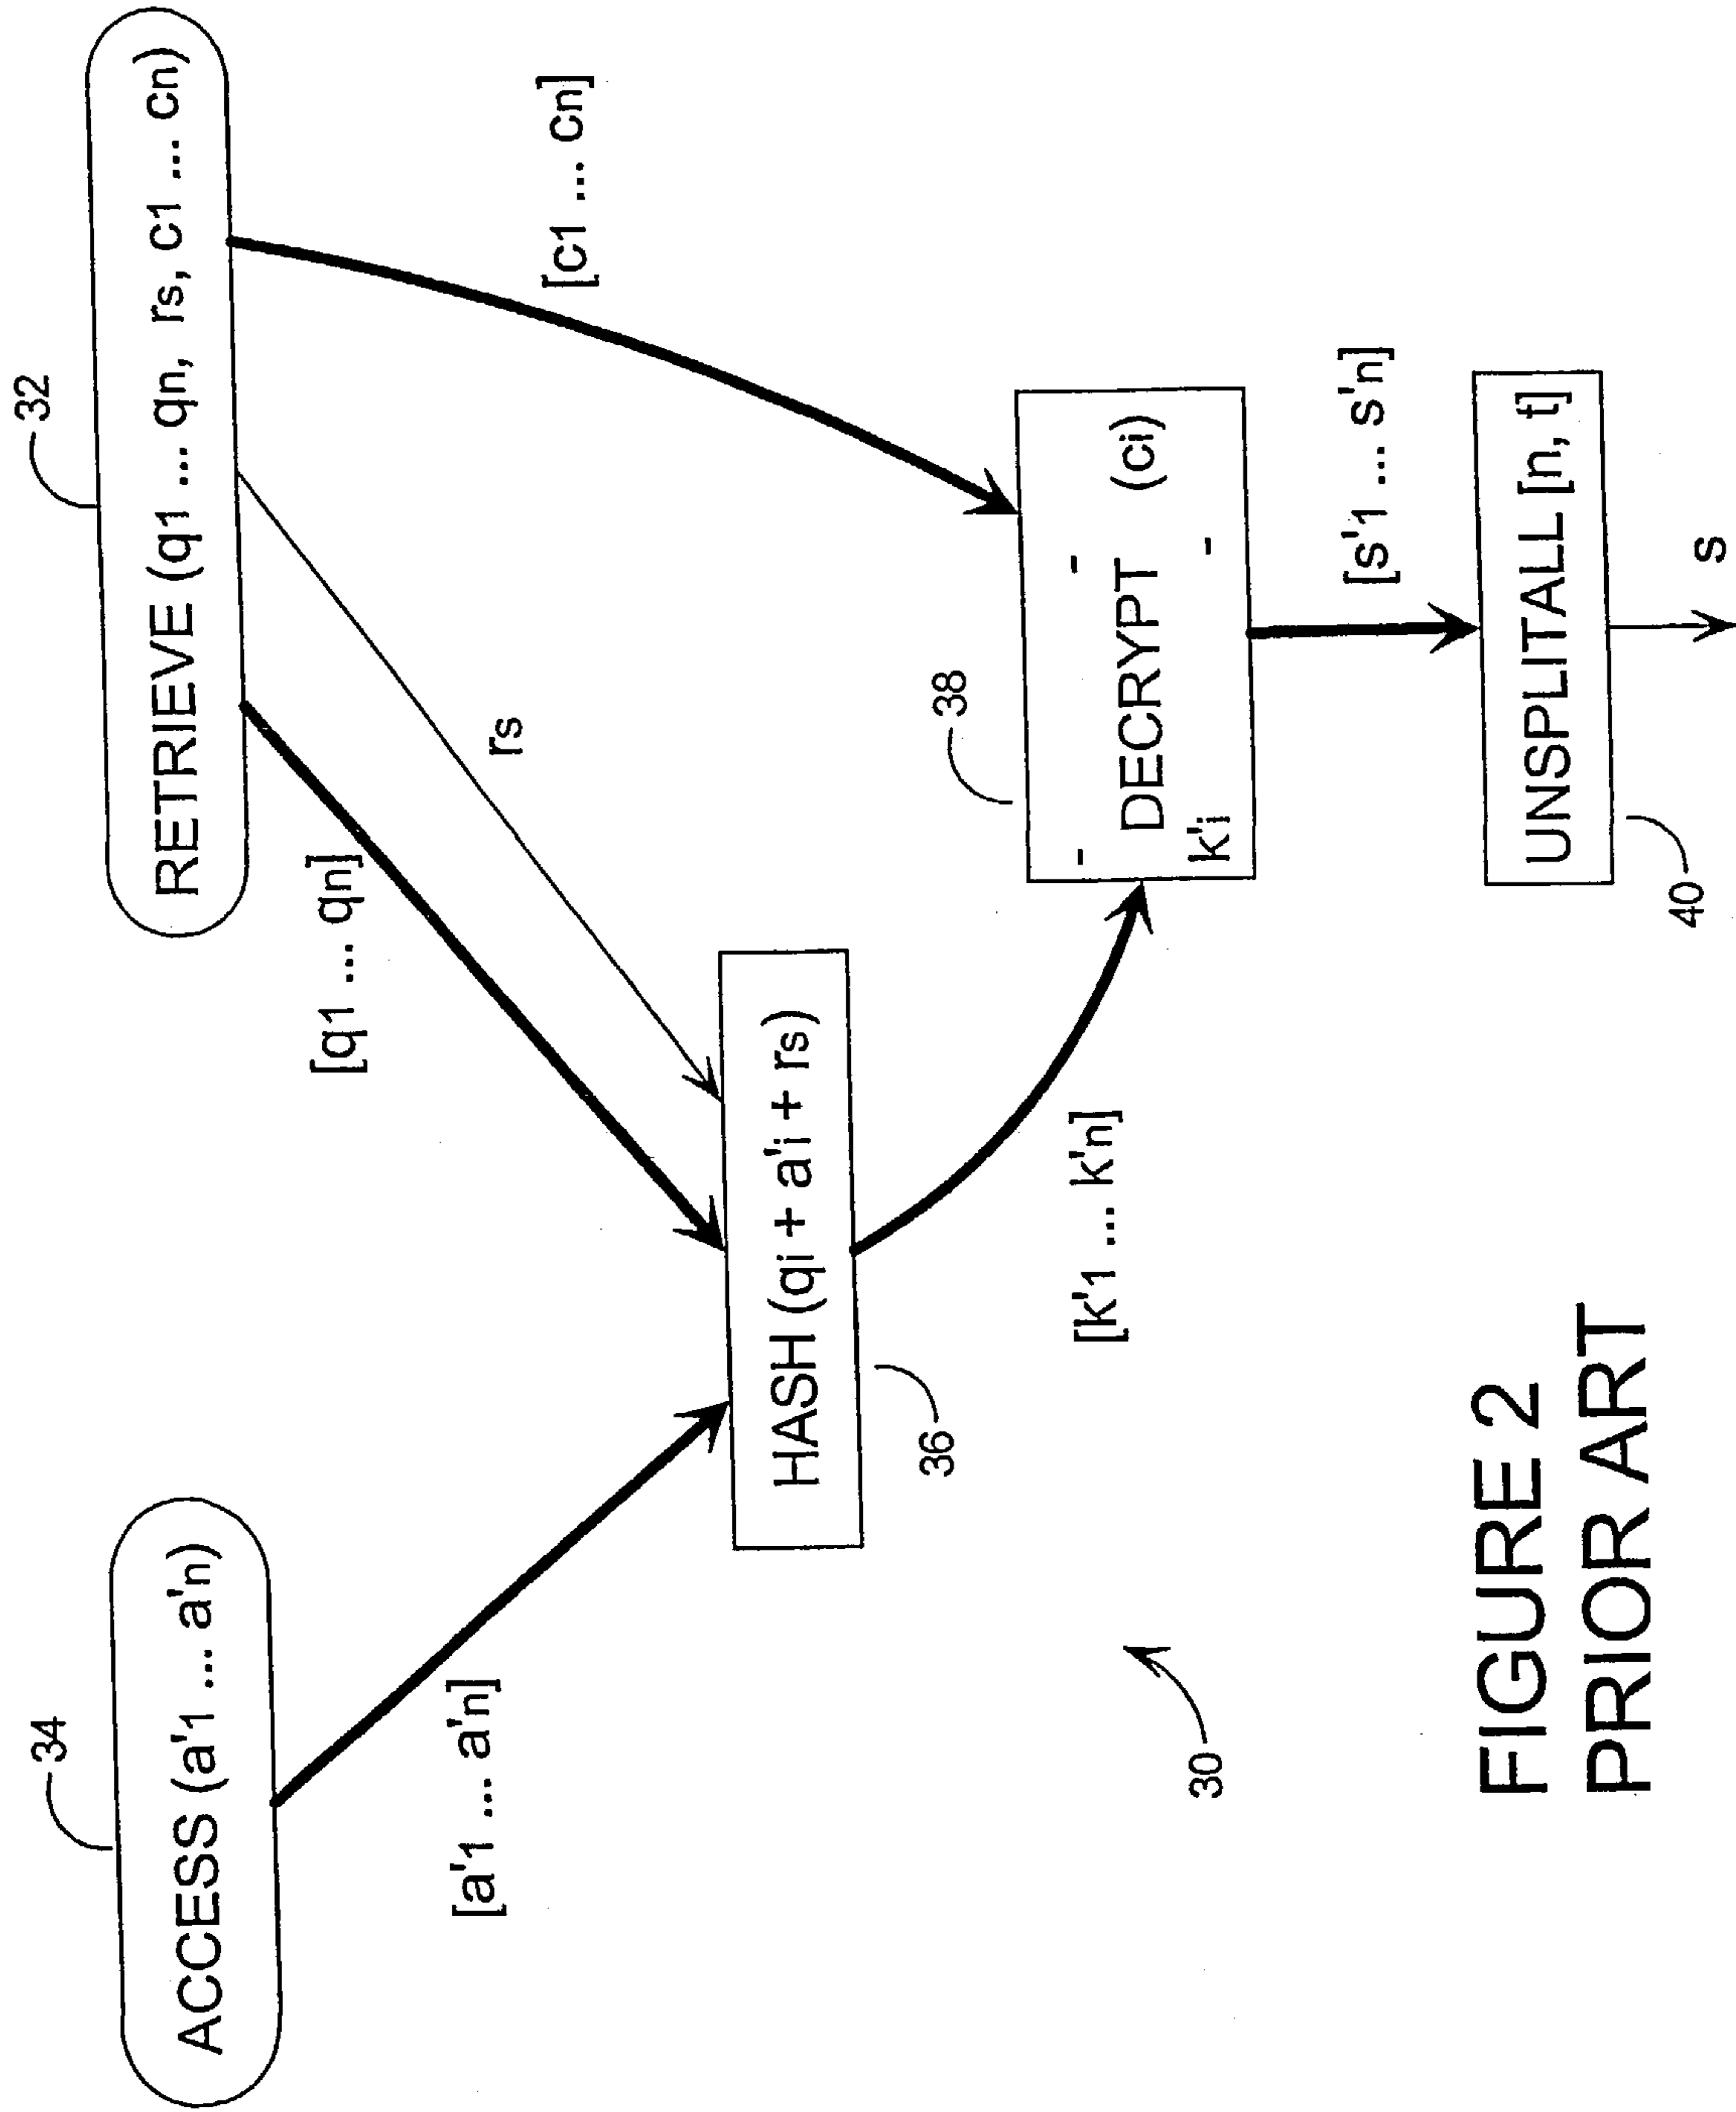 34
ACCESS (a'1 ... a'n)
32
RETRIEVE (q1 ... qn, rs, c1 ... cn)
[a'1 ... a'n]
[q1 ... qn]
rs
[c1 ... cn]
HASH (qi + a'i + rs)
36
[k'1 ... k'n]
38
DECRYPT (ci)
k'i
[s'1 ... s'n]
UNSPLITALL [n, t]
40
s
30
FIGURE 2
PRIOR ART